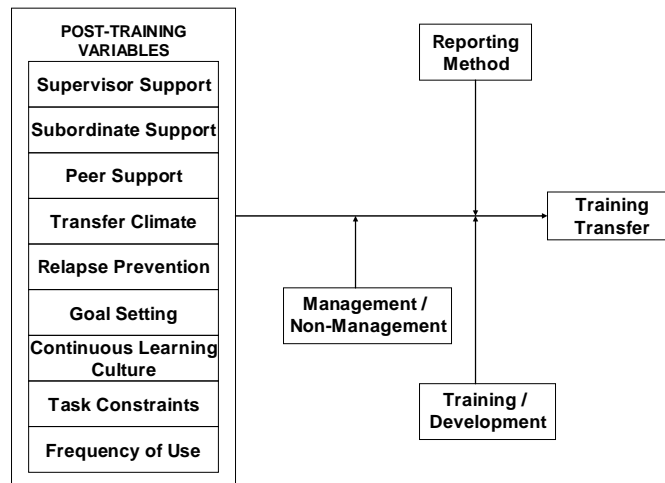 POST-TRAINING
VARIABLES
Supervisor Support
Subordinate Support
Peer Support
Transfer Climate
Relapse Prevention
Goal Setting
Continuous Learning
Culture
Task Constraints
Frequency of Use
Reporting
Method
Management /
Non-Management
Training /
Development
Training
Transfer